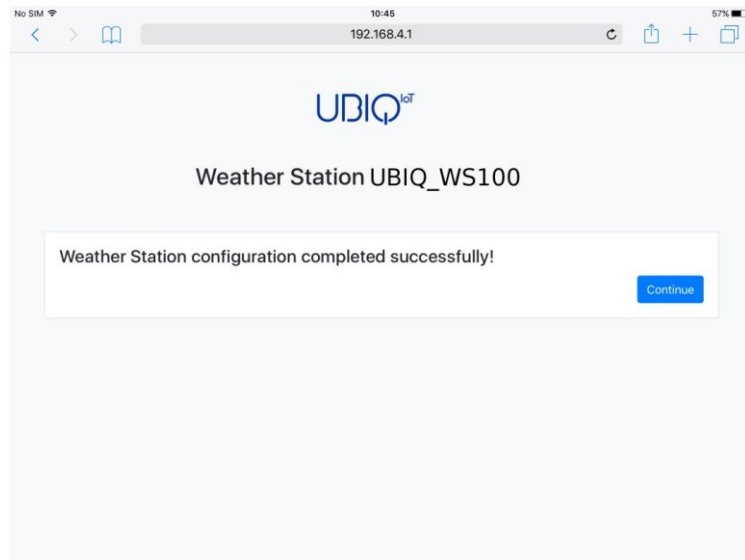 No SIM 10:45 57%
192.168.4.1
UBIQ IoT
Weather Station UBIQ_WS100
Weather Station configuration completed successfully!
Continue